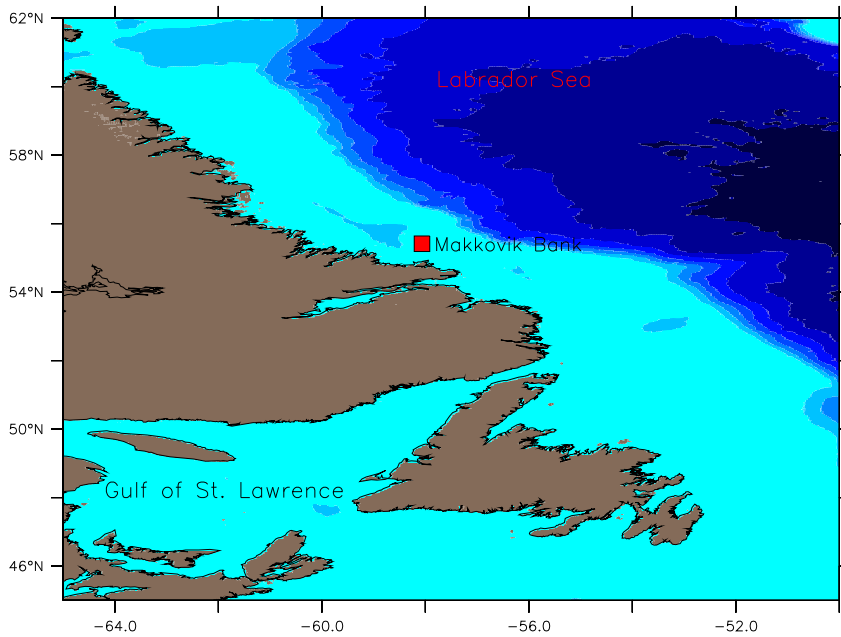 62°N
Labrador Sea
58°N
Makkovik Bank
54°N
50°N
Gulf of St. Lawrence
46°N
−64.0 −60.0 −56.0 −52.0